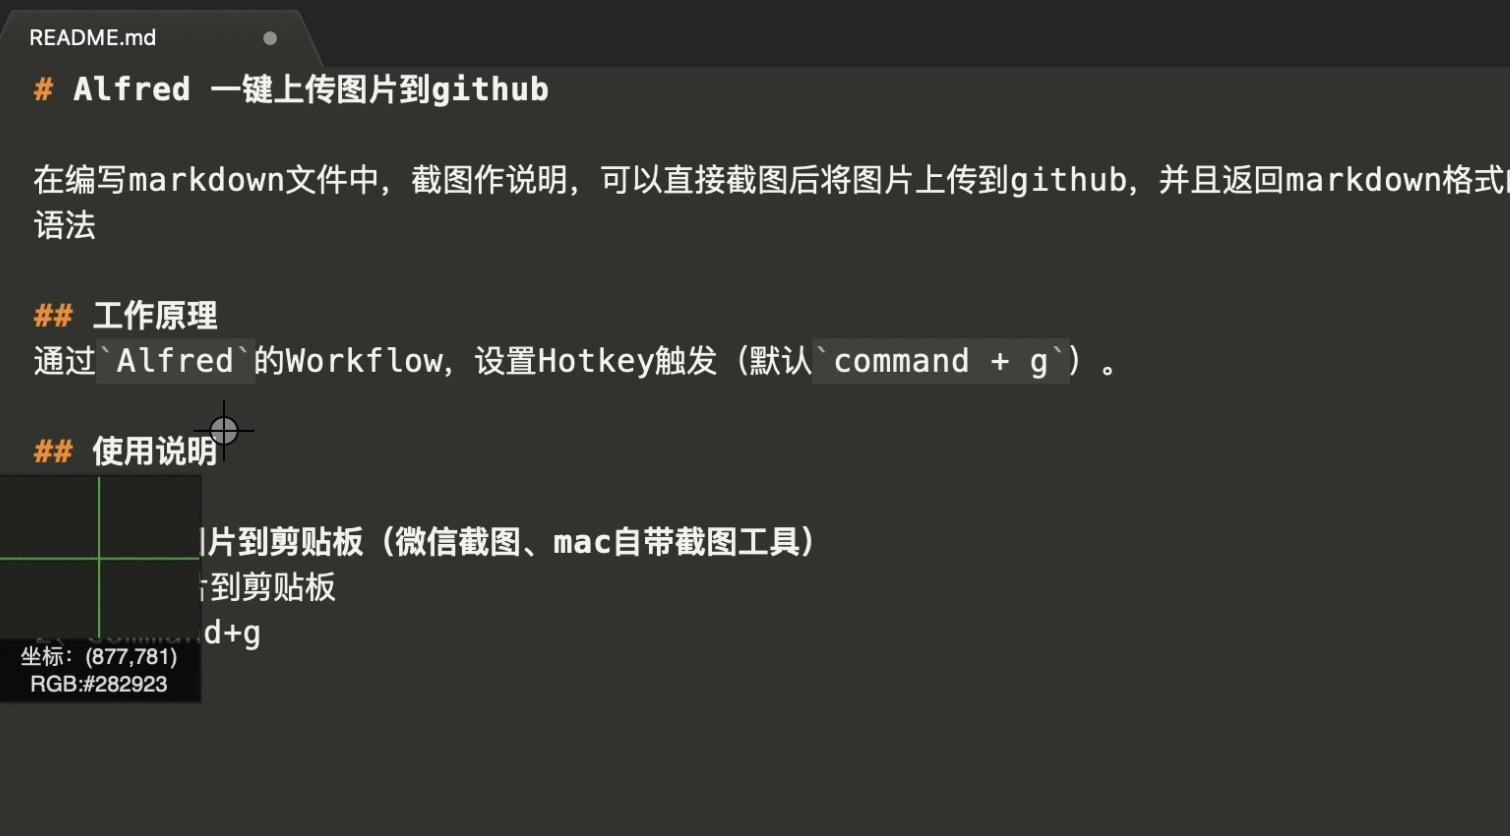 README.md
# Alfred 一键上传图片到github
在编写markdown文件中，截图作说明，可以直接截图后将图片上传到github，并且返回markdown格式的
语法
## 工作原理
通过`Alfred`的Workflow，设置Hotkey触发（默认`command + g`）。
## 使用说明
片到剪贴板（微信截图、mac自带截图工具）
片到剪贴板
d+g
坐标：(877,781)
RGB:#282923